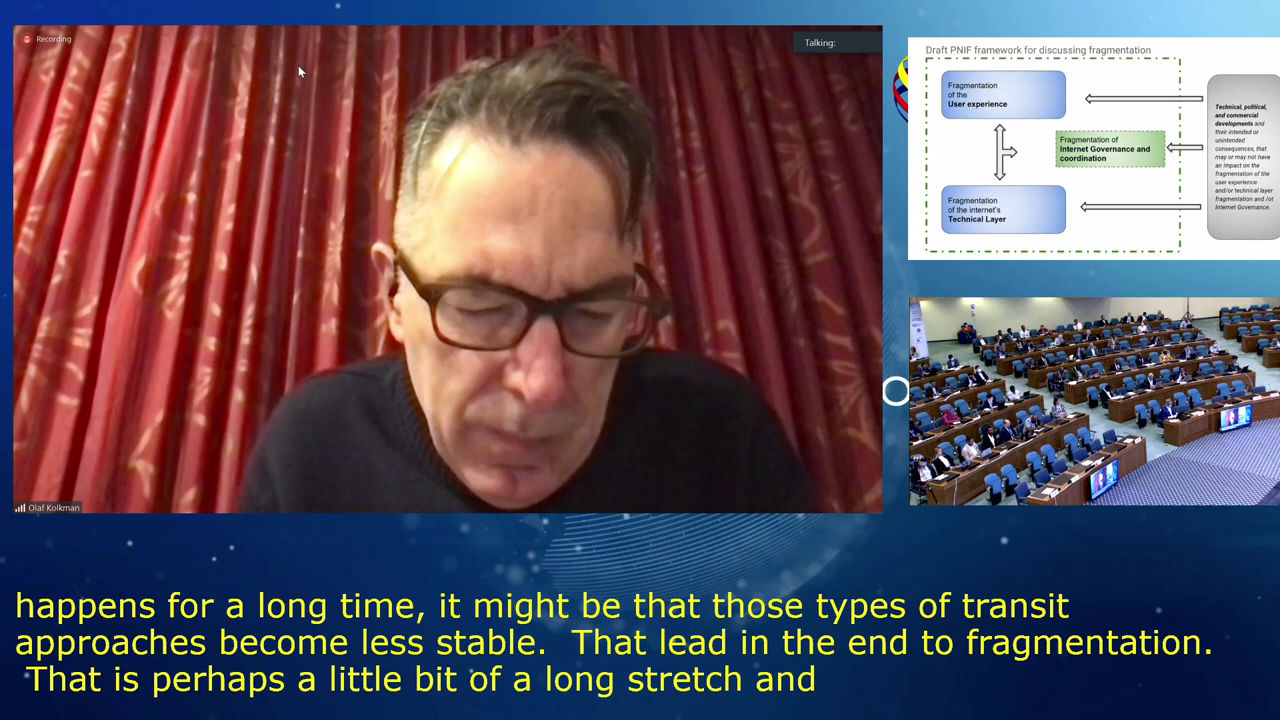 Recording
Talking:
Olaf Kolkman
Draft PNIF framework for discussing fragmentation
Fragmentation
of the
User experience
Fragmentation of
Internet Governance and
coordination
Fragmentation
of the internet's
Technical Layer
Technical, political,
and commercial
developments and
their intended or
unintended
consequences, that
may or may not have
an impact on the
fragmentation of the
user experience
and/or technical layer
fragmentation and /ot
Internet Governance.
happens for a long time, it might be that those types of transit
approaches become less stable. That lead in the end to fragmentation.
That is perhaps a little bit of a long stretch and